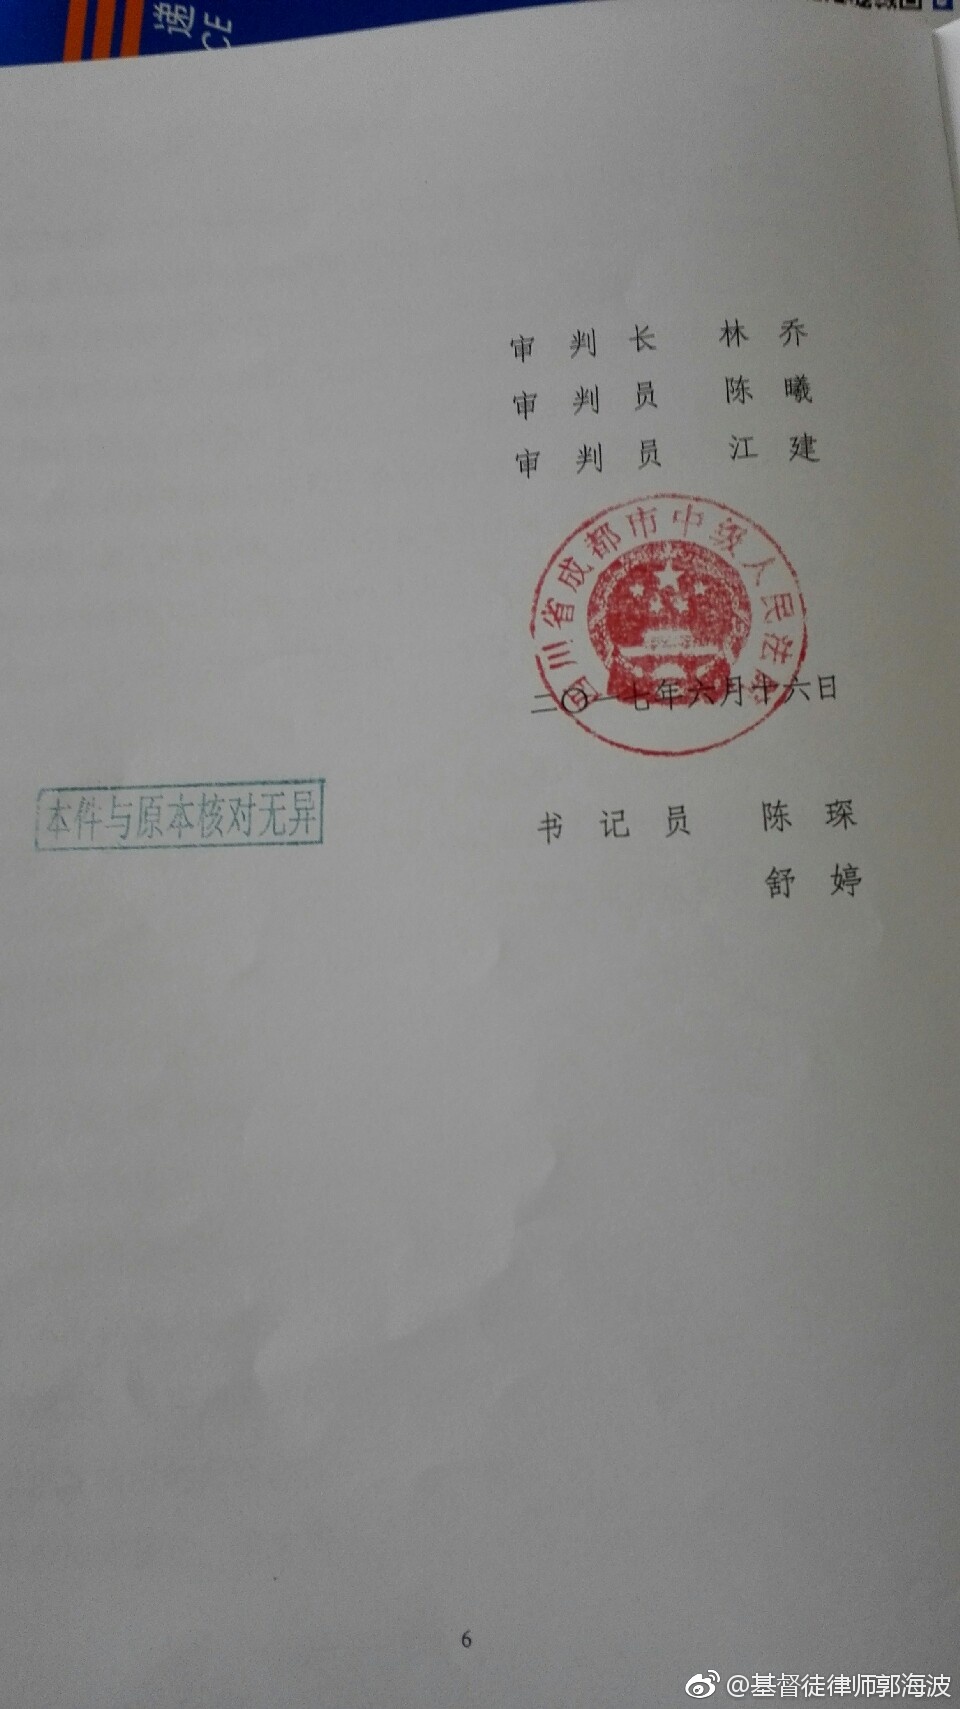 递
CE
审判长 林乔
审判员 陈曦
审判员 江建
四川省成都市中级人民法院
二〇一七年六月十六日
本件与原本核对无异
书记员 陈琛
舒婷
6
@基督徒律师郭海波